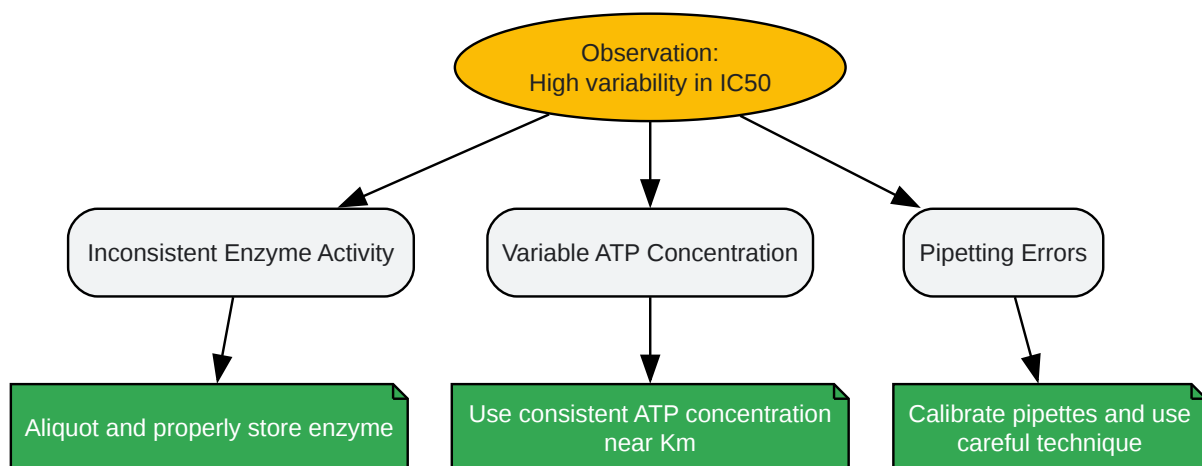 Observation:
High variability in IC50
Inconsistent Enzyme Activity
Variable ATP Concentration
Pipetting Errors
Aliquot and properly store enzyme
Use consistent ATP concentration
near Km
Calibrate pipettes and use
careful technique